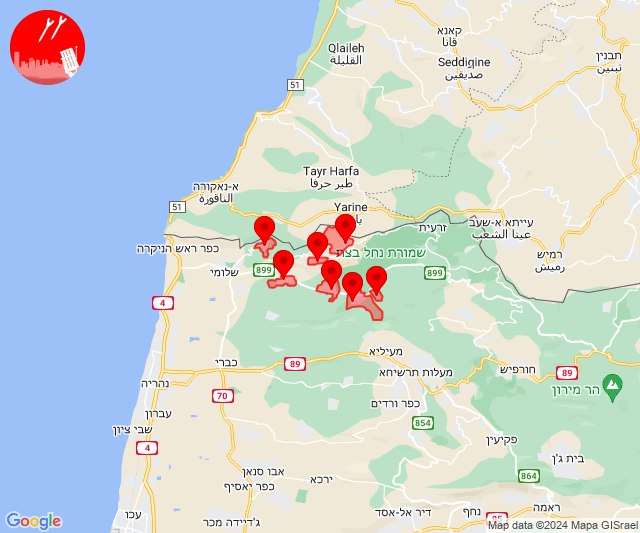 קאנא
قانا
Qlaileh
القليلة
Seddigine
صديقين
תבנין
تبنين
51
Tayr Harfa
طير حرفا
א-נאקורה
الناقورة
51
Yarine
עייתא א-שעב
عيتا الشعب
זרעית
רמיש
رميش
כפר ראש הניקרה
שמורת נחל בצת
שלומי
899
899
4
כברי
89
מעיליא
חורפיש
89
הר מירון
נהריה
70
מעלות תרשיחא
כפר ורדים
עברון
שבי ציון
854
4
פקיעין
בית ג'ן
אבו סנאן
ירכא
864
כפר יאסיף
ראמה
עכו
ג'דיידה מכר
דיר אל-אסד
נחף
85
Google
Map data ©2024 Mapa GISrael